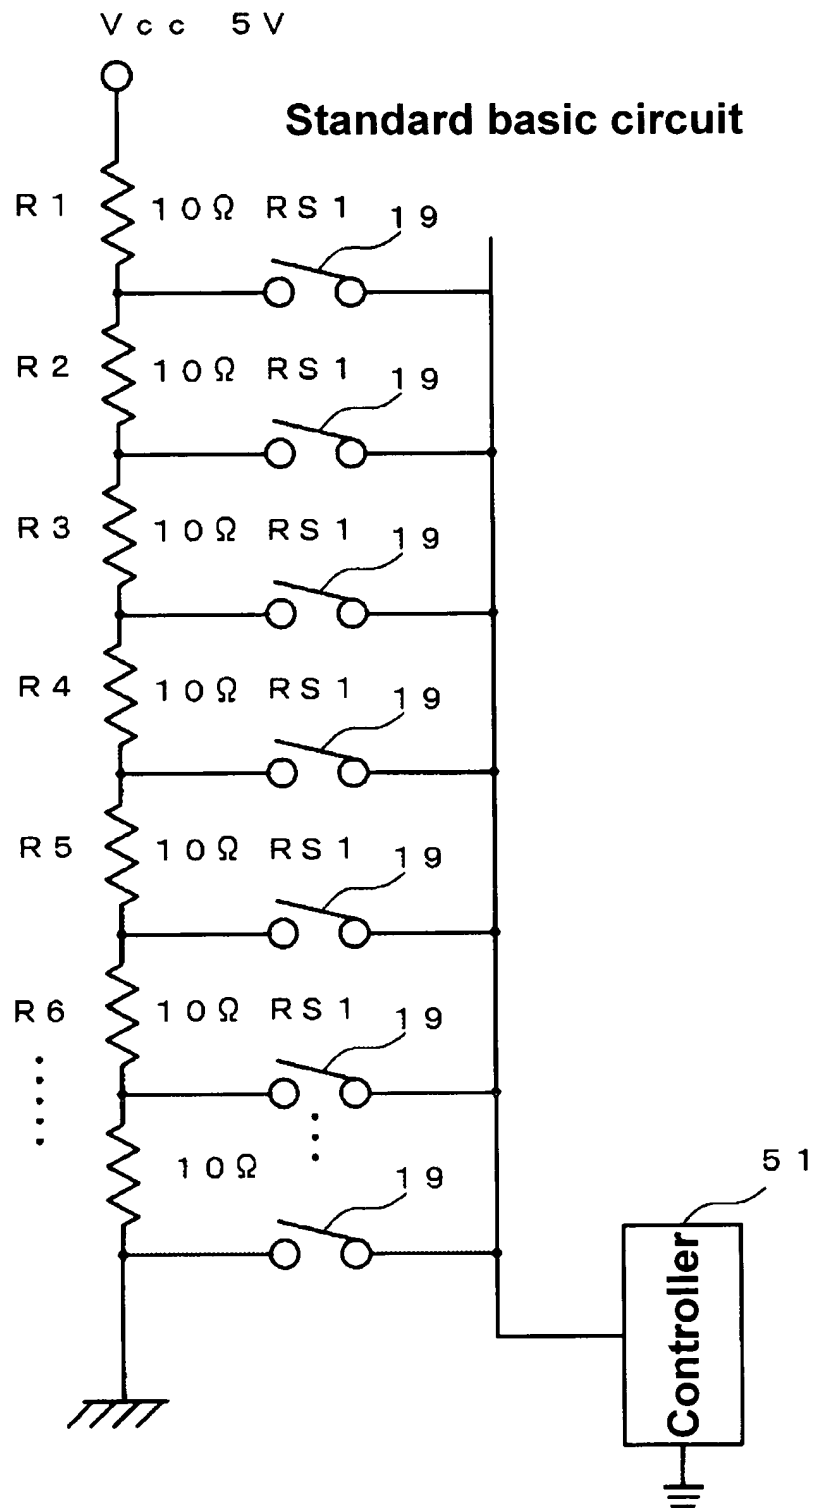 Vcc 5V
Standard basic circuit
R1 10Ω RS1 19
R2 10Ω RS1 19
R3 10Ω RS1 19
R4 10Ω RS1 19
R5 10Ω RS1 19
R6 10Ω RS1 19
10Ω 19
51
Controller